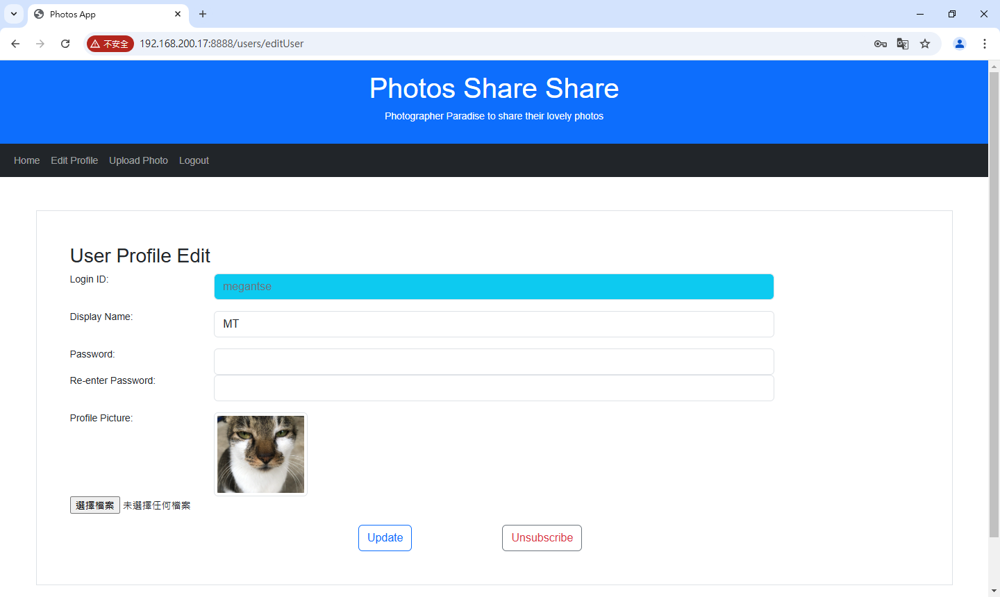 Photos App
不安全
192.168.200.17:8888/users/editUser
Photos Share Share
Photographer Paradise to share their lovely photos
Home Edit Profile Upload Photo Logout
User Profile Edit
Login ID: megantse
Display Name: MT
Password:
Re-enter Password:
Profile Picture:
選擇檔案 未選擇任何檔案
Update Unsubscribe